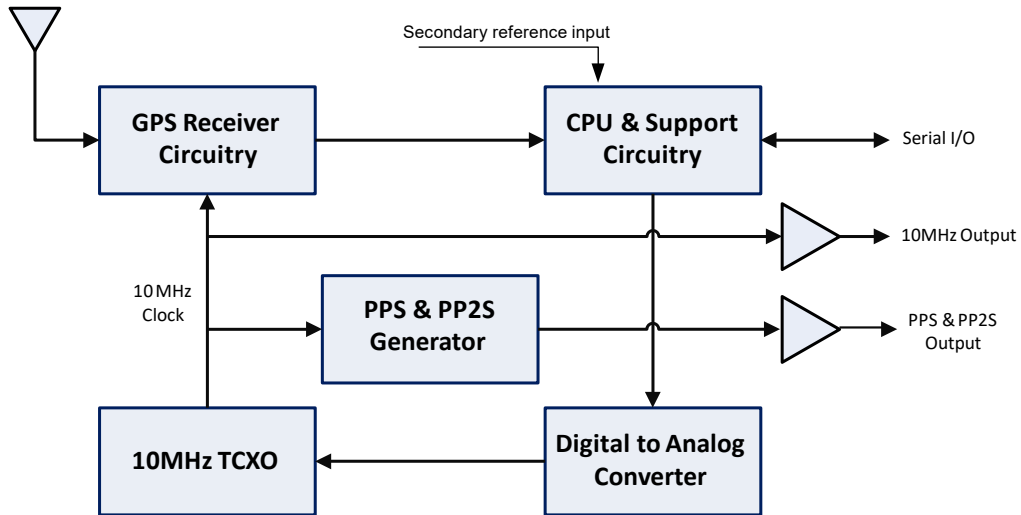 Secondary reference input
GPS Receiver
Circuitry
CPU & Support
Circuitry
Serial I/O
10MHz Output
10 MHz
Clock
PPS & PP2S
Generator
PPS & PP2S
Output
10MHz TCXO
Digital to Analog
Converter